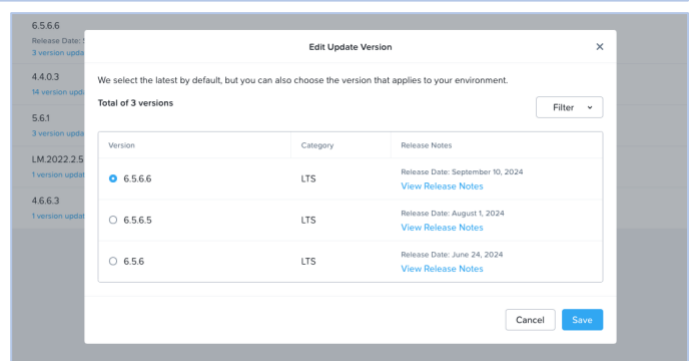 6.5.6.6
Release Date:
3 version upda
4.4.0.3
14 version upda
5.6.1
3 version upda
LM.2022.2.5
1 version updat
4.6.6.3
1 version updat
Edit Update Version
We select the latest by default, but you can also choose the version that applies to your environment.
Total of 3 versions
Filter
Version Category Release Notes
6.5.6.6 LTS Release Date: September 10, 2024
View Release Notes
6.5.6.5 LTS Release Date: August 1, 2024
View Release Notes
6.5.6 LTS Release Date: June 24, 2024
View Release Notes
Cancel Save